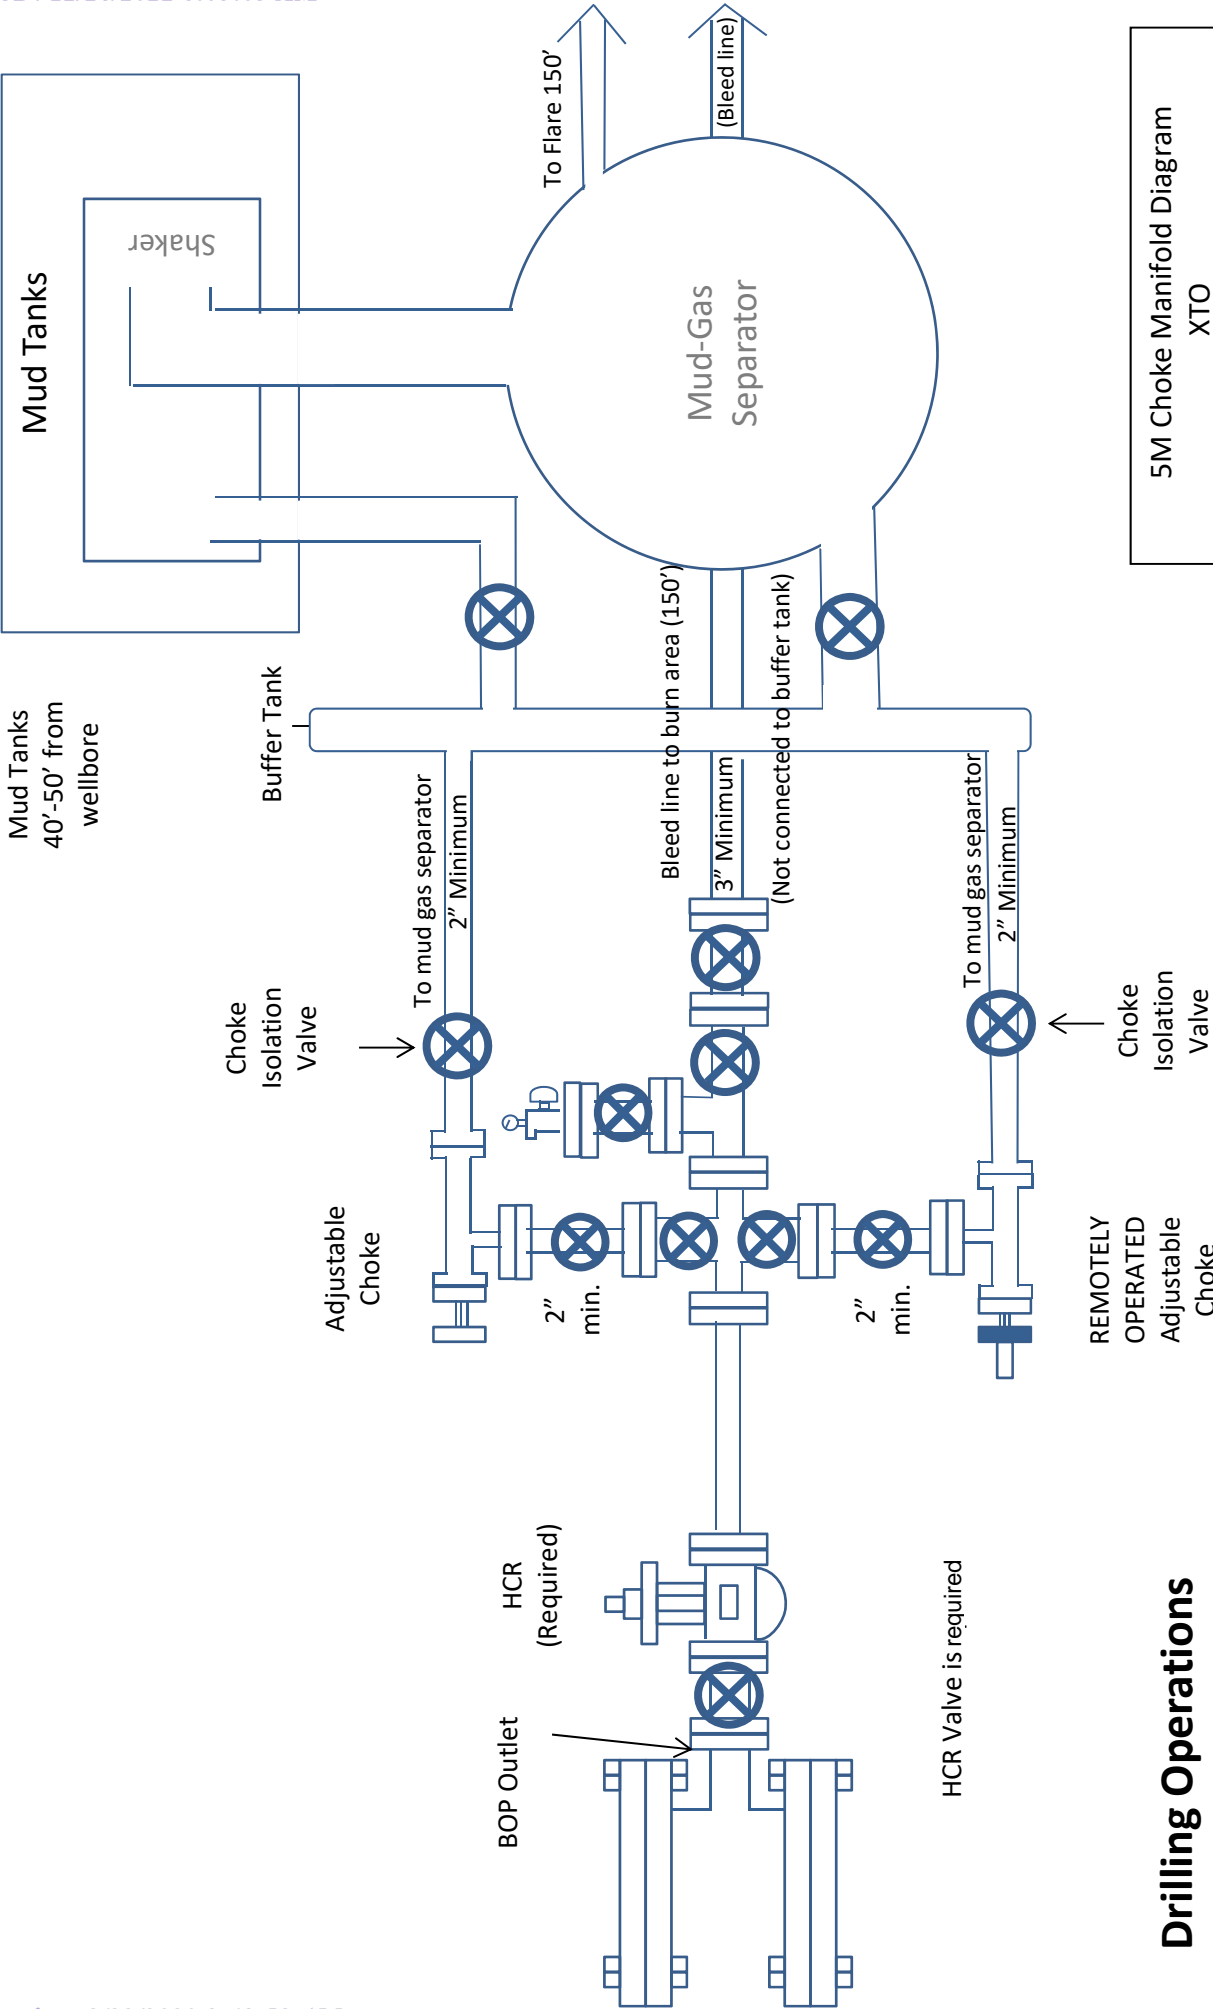 Mud Tanks
Shaker
Mud Tanks
40’-50’ from
wellbore
Buffer Tank
To Flare 150’
(Bleed line)
Mud-Gas
Separator
Bleed line to burn area (150’)
3” Minimum
(Not connected to buffer tank)
To mud gas separator
2” Minimum
Choke
Isolation
Valve
Adjustable
Choke
2”
min.
2”
min.
To mud gas separator
2” Minimum
Choke
Isolation
Valve
REMOTELY
OPERATED
Adjustable
Choke
HCR
(Required)
BOP Outlet
HCR Valve is required
5M Choke Manifold Diagram
XTO
Drilling Operations